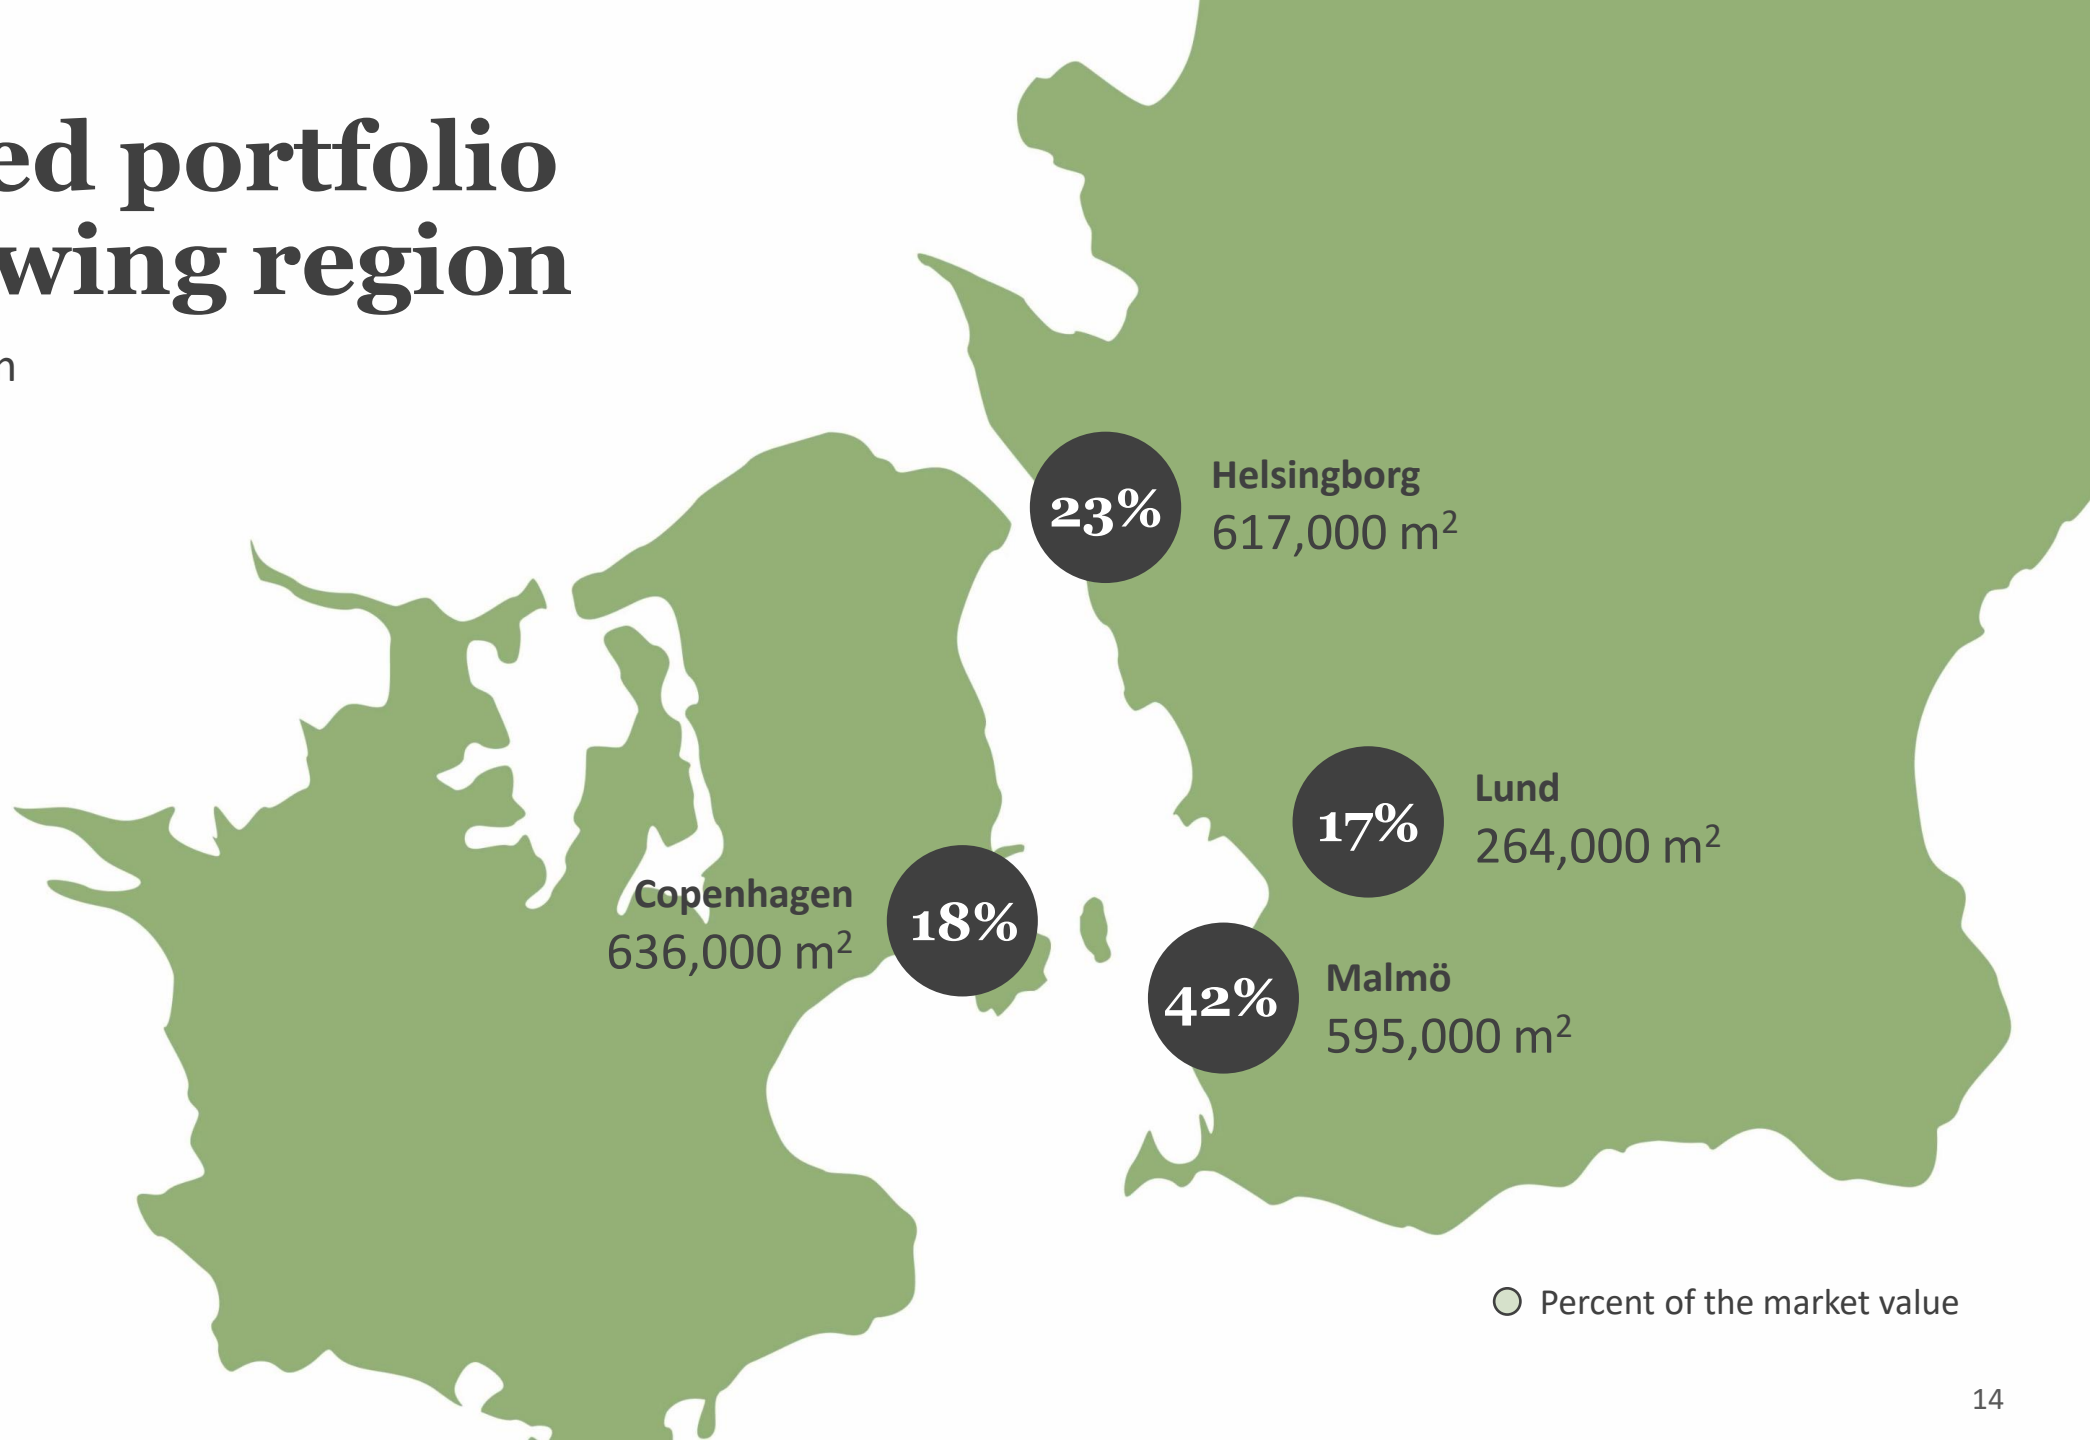 ed portfolio
wing region
n
23%
Helsingborg
617,000 m²
17%
Lund
264,000 m²
Copenhagen
636,000 m²
18%
42%
Malmö
595,000 m²
Percent of the market value
14